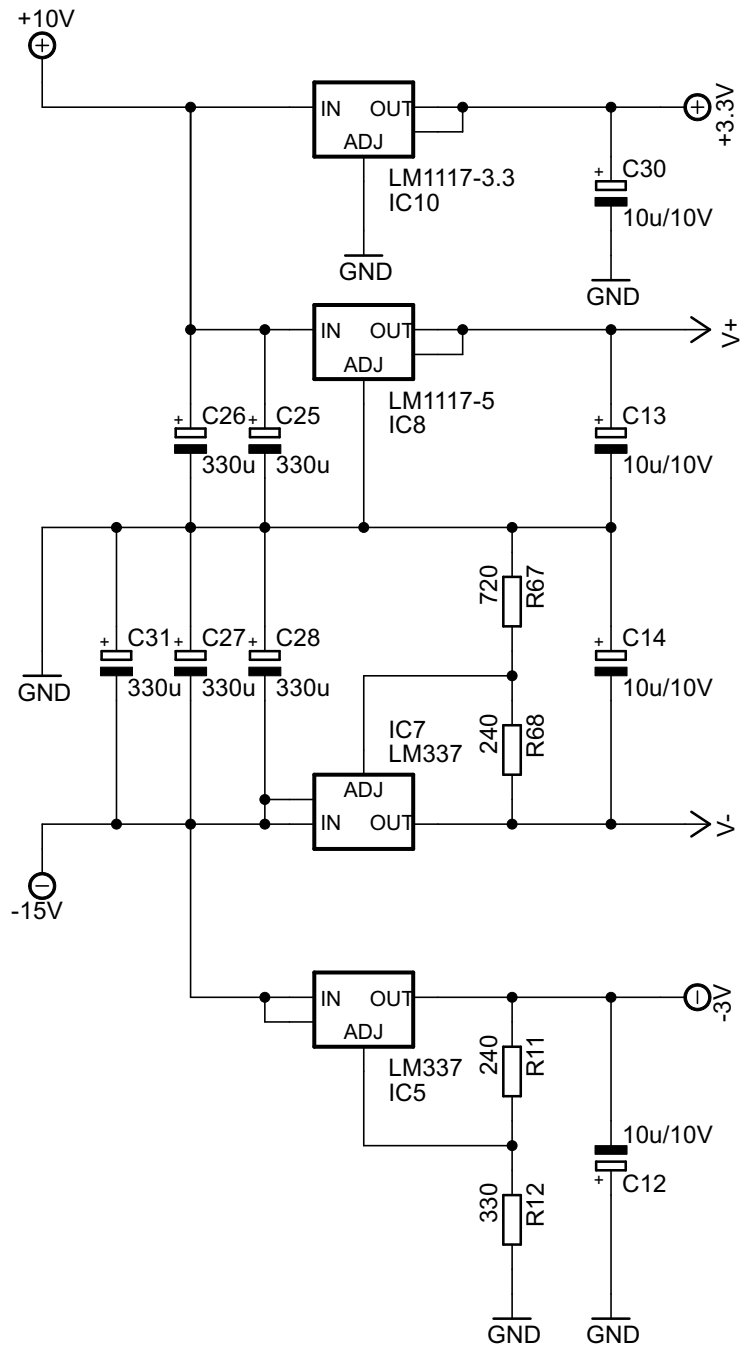 +10V
IN OUT
ADJ
LM1117-3.3
IC10
GND
+3.3V
+ C30
10u/10V
GND
IN OUT
ADJ
LM1117-5
IC8
V+
+ C26
330u
+ C25
330u
+ C13
10u/10V
GND
+ C31
330u
+ C27
330u
+ C28
330u
720
R67
240
R68
+ C14
10u/10V
IC7
LM337
ADJ
IN OUT
V-
-15V
IN OUT
ADJ
LM337
IC5
-3V
240
R11
330
R12
10u/10V
+ C12
GND
GND